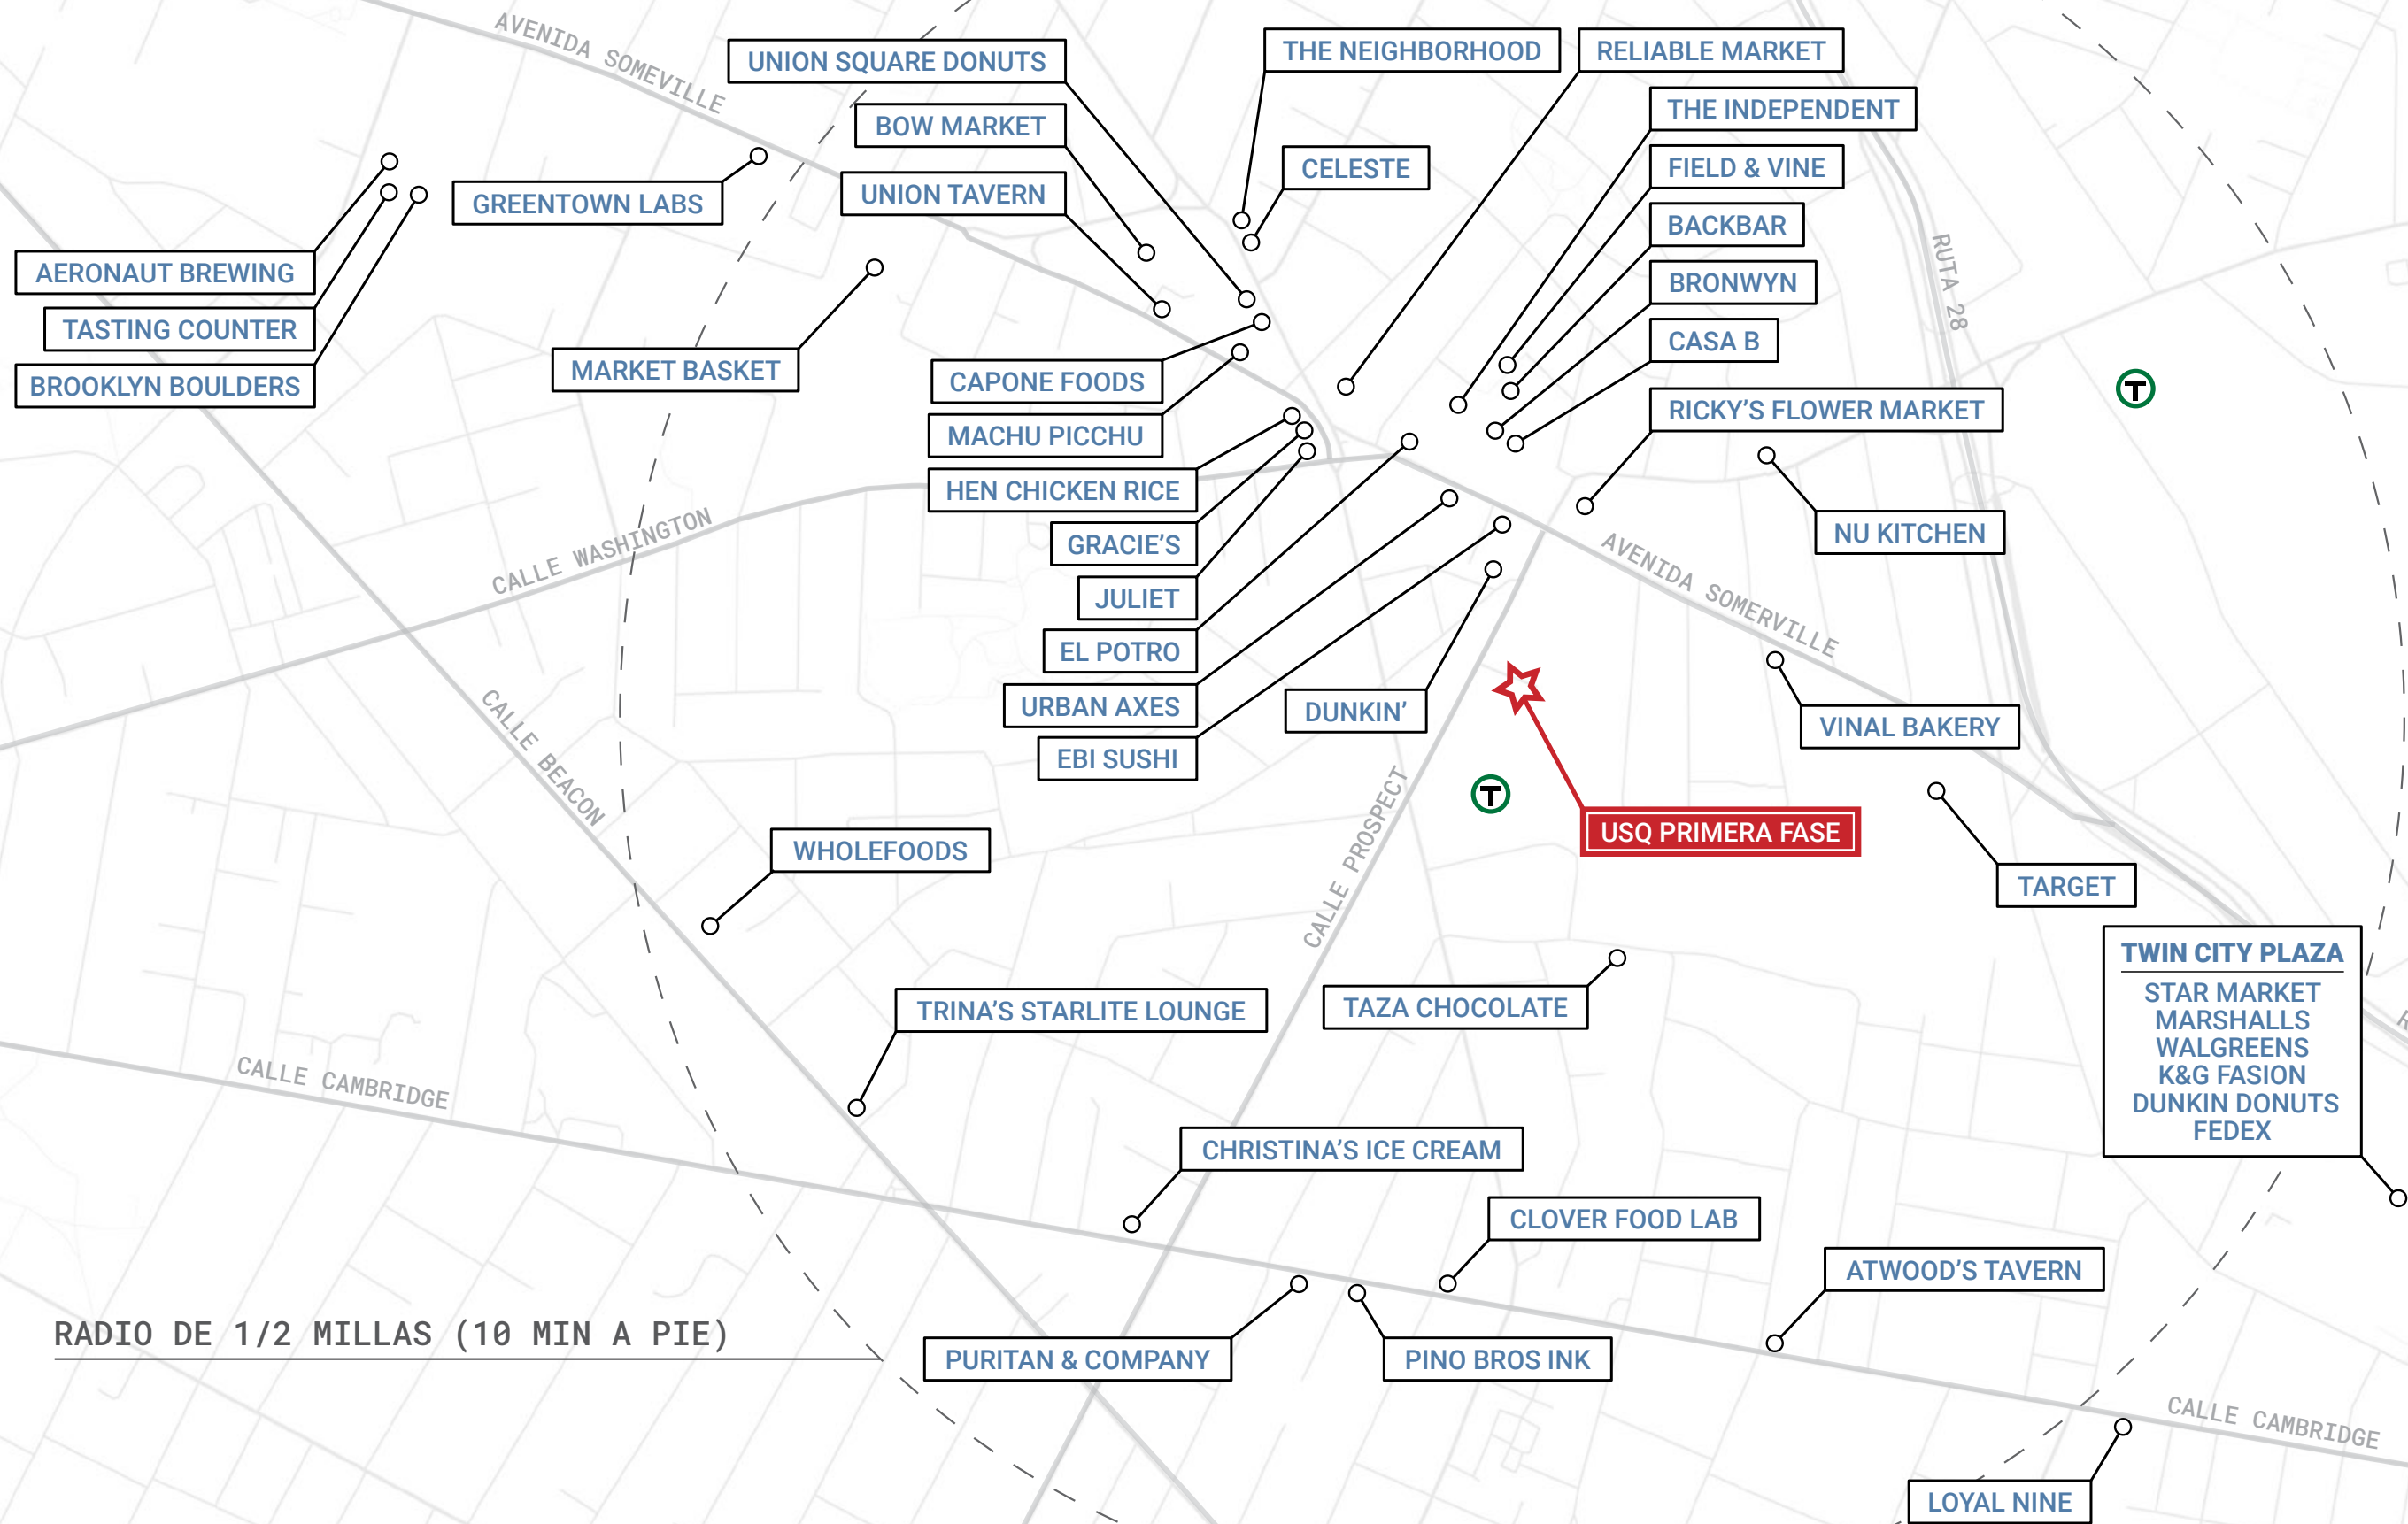 AVENIDA SOMEVILLE
UNION SQUARE DONUTS
THE NEIGHBORHOOD
RELIABLE MARKET
BOW MARKET
THE INDEPENDENT
CELESTE
FIELD & VINE
GREENTOWN LABS
UNION TAVERN
BACKBAR
RUTA 28
AERONAUT BREWING
BRONWYN
TASTING COUNTER
CASA B
T
BROOKLYN BOULDERS
MARKET BASKET
CAPONE FOODS
RICKY’S FLOWER MARKET
MACHU PICCHU
HEN CHICKEN RICE
NU KITCHEN
CALLE WASHINGTON
GRACIE’S
AVENIDA SOMERVILLE
JULIET
EL POTRO
URBAN AXES
DUNKIN’
VINAL BAKERY
CALLE BEACON
EBI SUSHI
T
CALLE PROSPECT
USQ PRIMERA FASE
WHOLEFOODS
TARGET
TWIN CITY PLAZA
STAR MARKET
MARSHALLS
WALGREENS
K&G FASION
DUNKIN DONUTS
FEDEX
TRINA’S STARLITE LOUNGE
TAZA CHOCOLATE
CALLE CAMBRIDGE
CHRISTINA’S ICE CREAM
CLOVER FOOD LAB
ATWOOD’S TAVERN
RADIO DE 1/2 MILLAS (10 MIN A PIE)
PURITAN & COMPANY
PINO BROS INK
CALLE CAMBRIDGE
LOYAL NINE